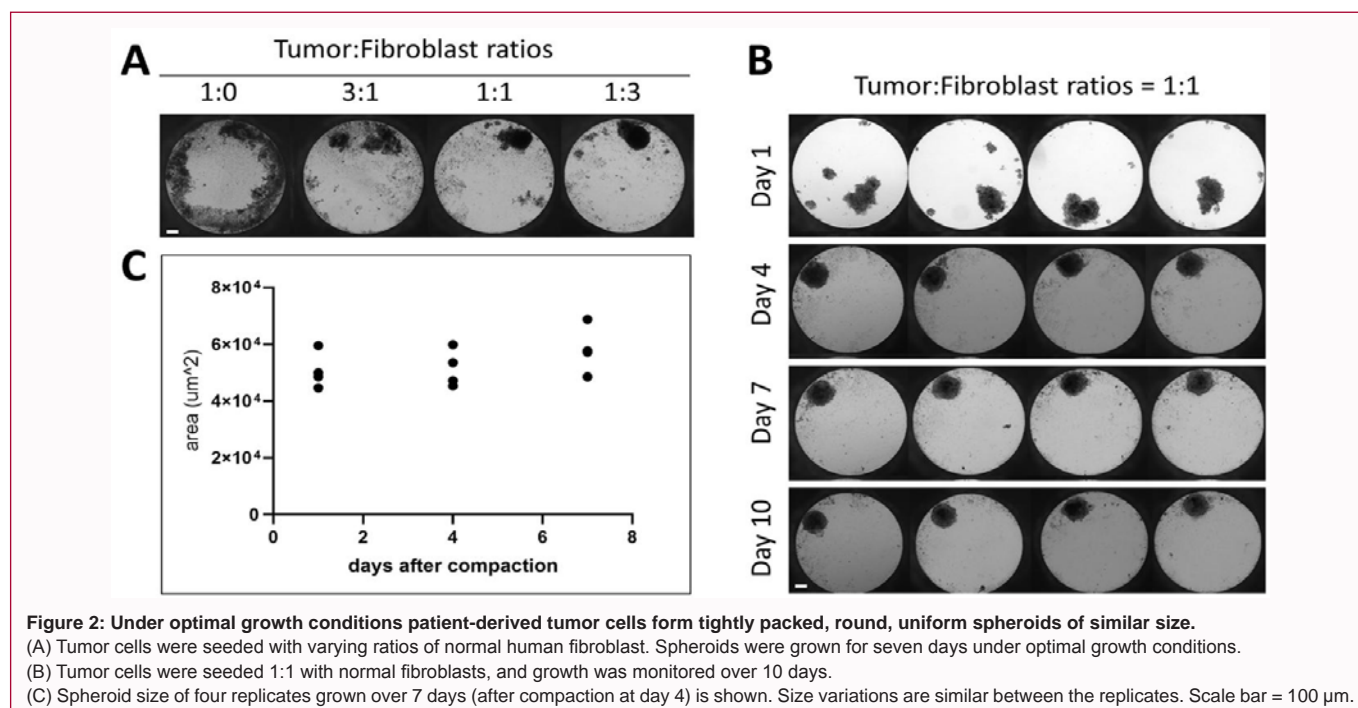 A
Tumor:Fibroblast ratios
1:0 3:1 1:1 1:3
B
Tumor:Fibroblast ratios = 1:1
Day 1
Day 4
Day 7
Day 10
C
8×10⁴
6×10⁴
4×10⁴
2×10⁴
0
area (um^2)
0 2 4 6 8
days after compaction
Figure 2: Under optimal growth conditions patient-derived tumor cells form tightly packed, round, uniform spheroids of similar size.
(A) Tumor cells were seeded with varying ratios of normal human fibroblast. Spheroids were grown for seven days under optimal growth conditions.
(B) Tumor cells were seeded 1:1 with normal fibroblasts, and growth was monitored over 10 days.
(C) Spheroid size of four replicates grown over 7 days (after compaction at day 4) is shown. Size variations are similar between the replicates. Scale bar = 100 µm.